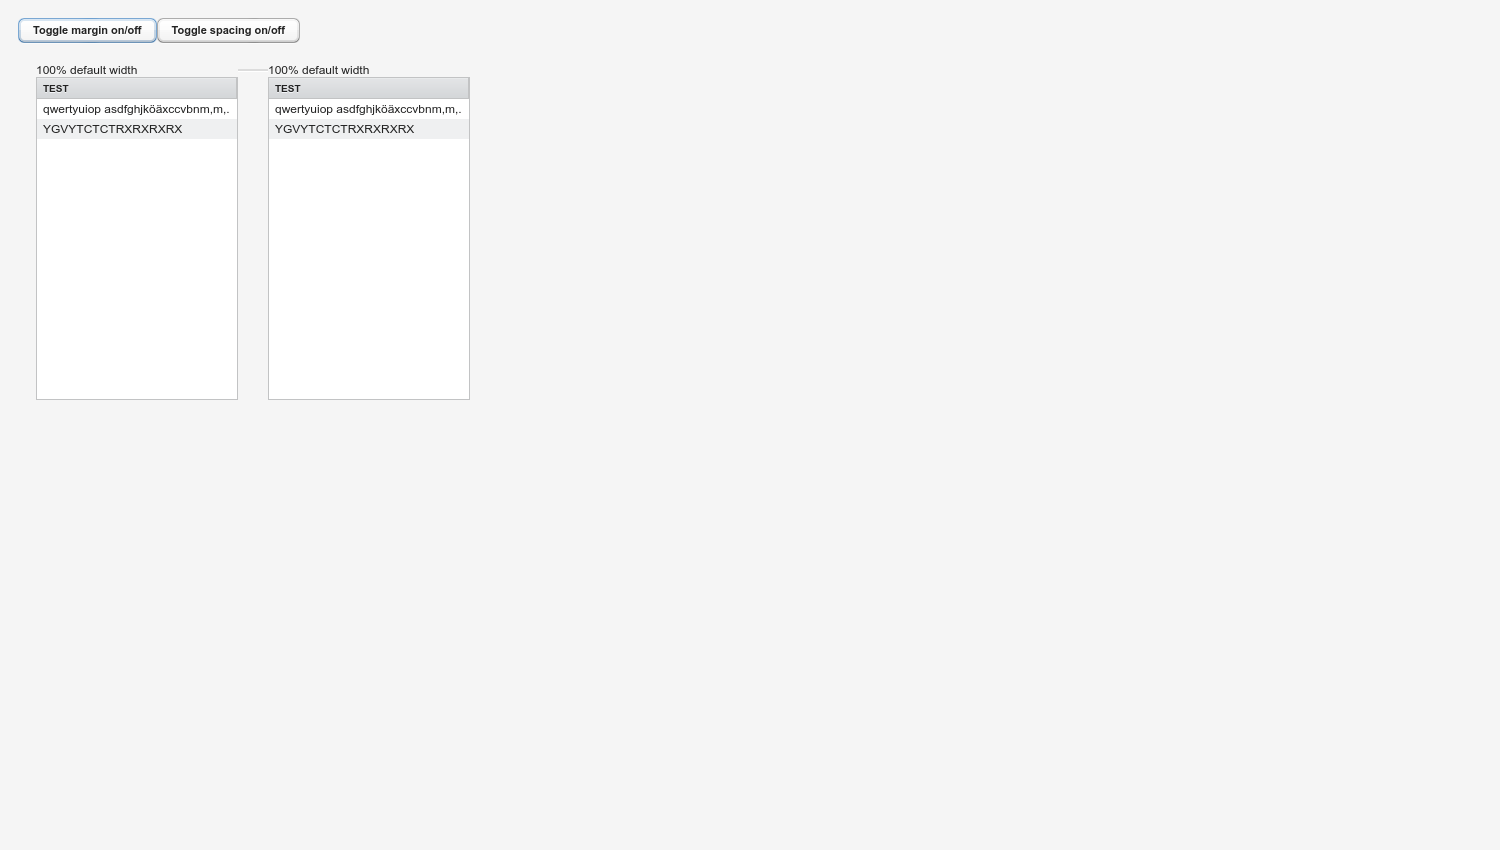 Toggle margin on/off Toggle spacing on/off
100% default width 100% default width
TEST TEST
qwertyuiop asdfghjköäxccvbnm,m,. qwertyuiop asdfghjköäxccvbnm,m,.
YGVYTCTCTRXRXRXRX YGVYTCTCTRXRXRXRX